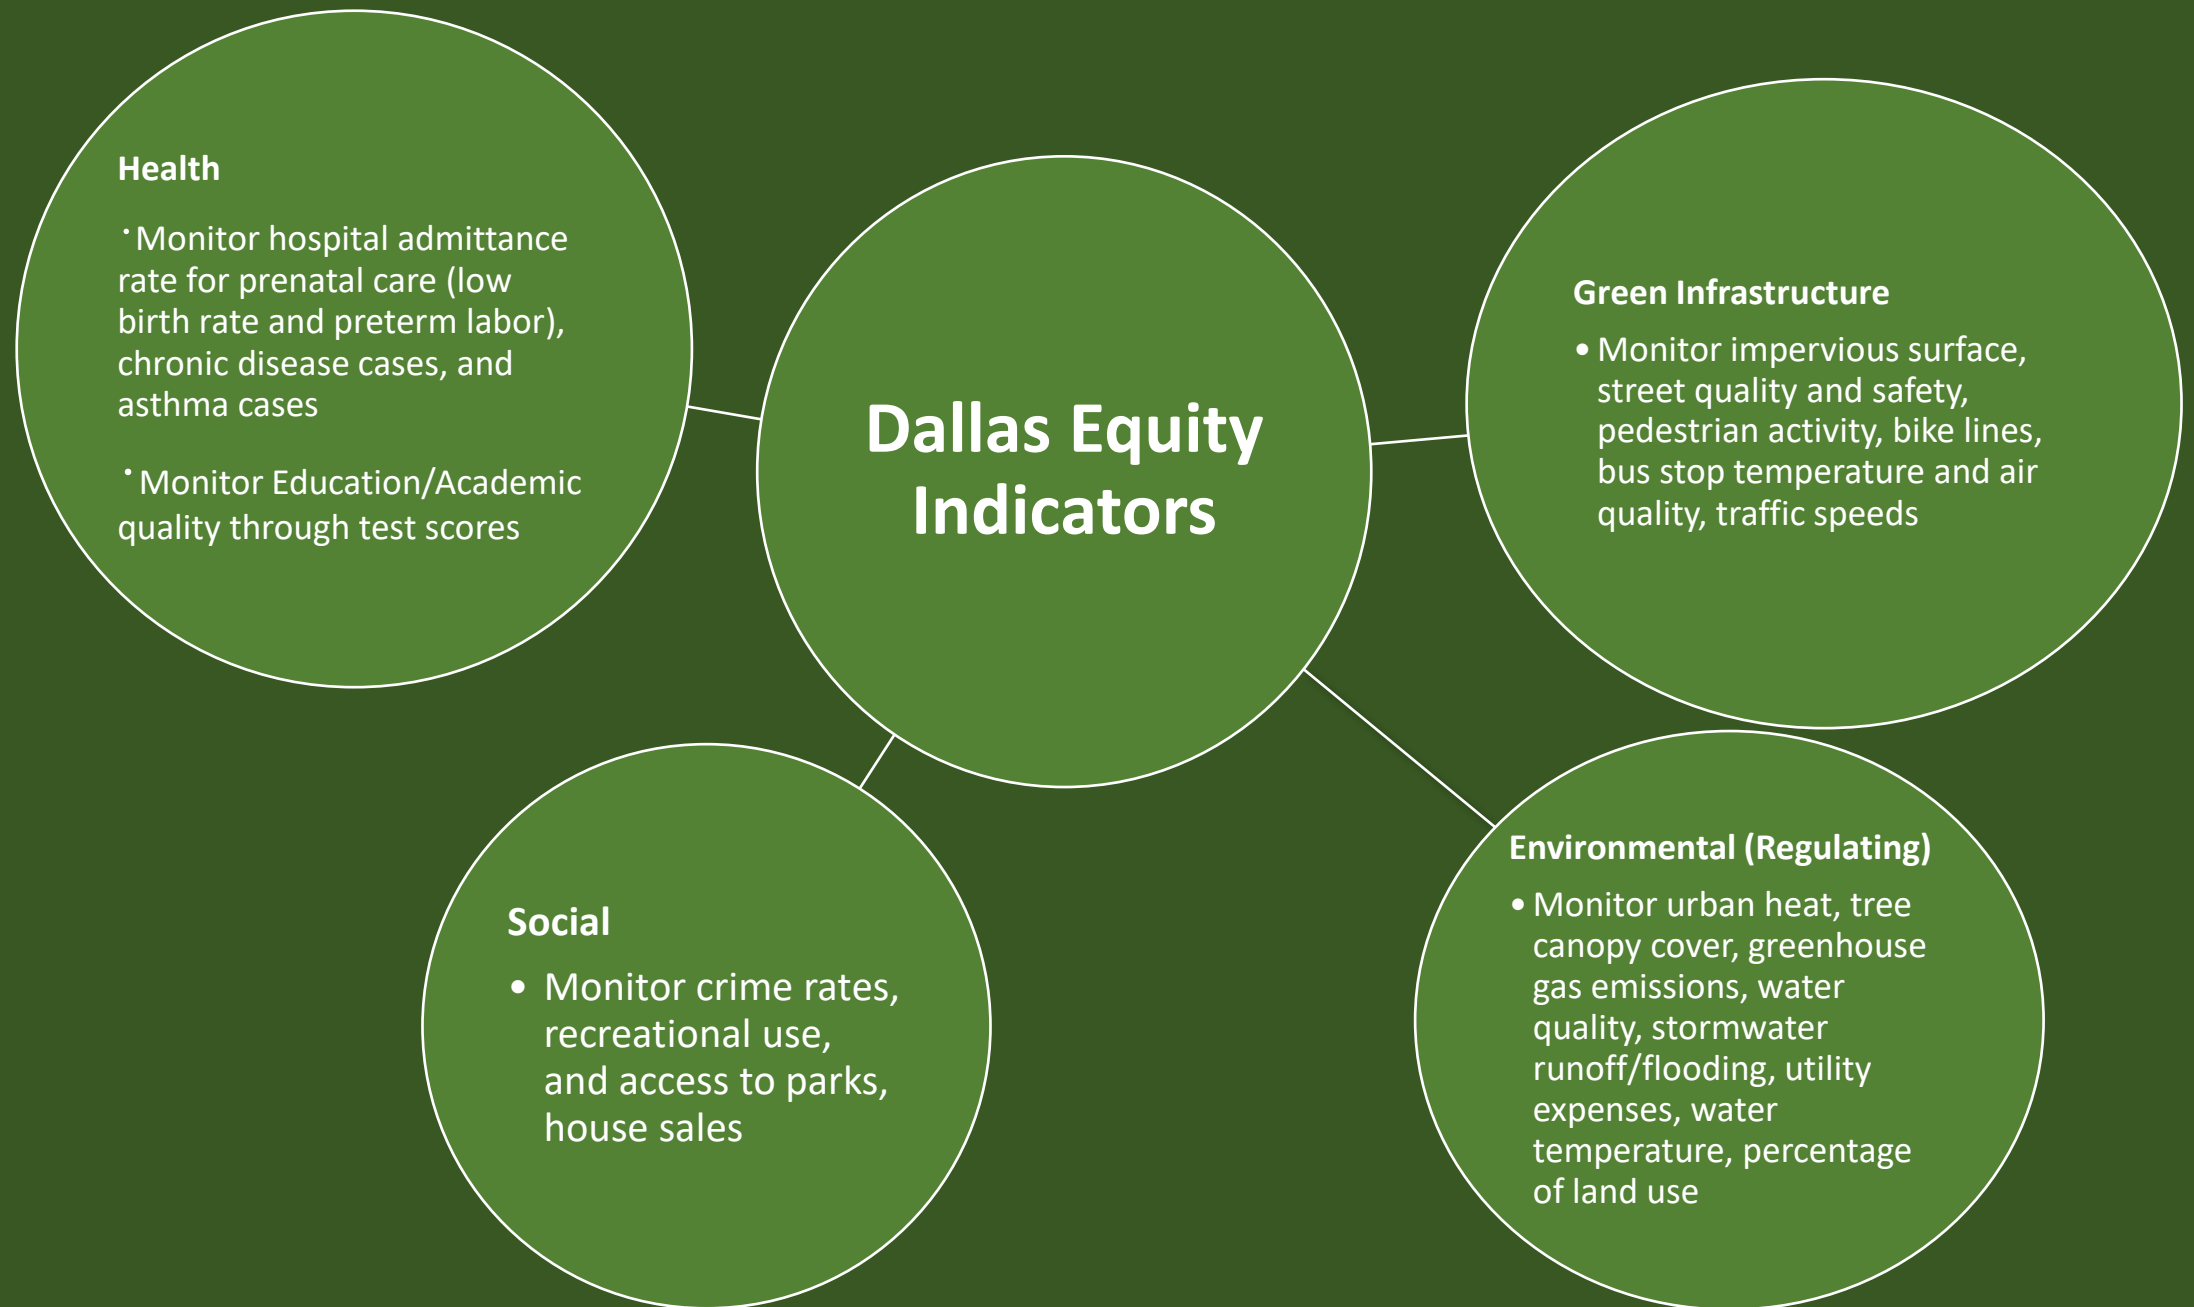 Health
·Monitor hospital admittance
rate for prenatal care (low
birth rate and preterm labor),
chronic disease cases, and
asthma cases
·Monitor Education/Academic
quality through test scores
Dallas Equity
Indicators
Green Infrastructure
• Monitor impervious surface,
street quality and safety,
pedestrian activity, bike lines,
bus stop temperature and air
quality, traffic speeds
Social
• Monitor crime rates,
recreational use,
and access to parks,
house sales
Environmental (Regulating)
• Monitor urban heat, tree
canopy cover, greenhouse
gas emissions, water
quality, stormwater
runoff/flooding, utility
expenses, water
temperature, percentage
of land use